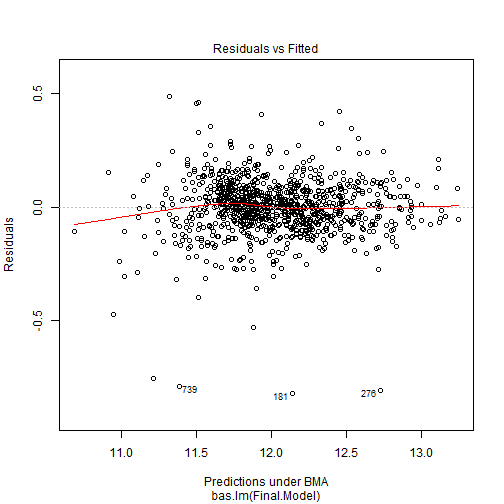 Residuals vs Fitted
0.5
0.0
-0.5
Residuals
739
181
276
11.0 11.5 12.0 12.5 13.0
Predictions under BMA
bas.lm(Final.Model)